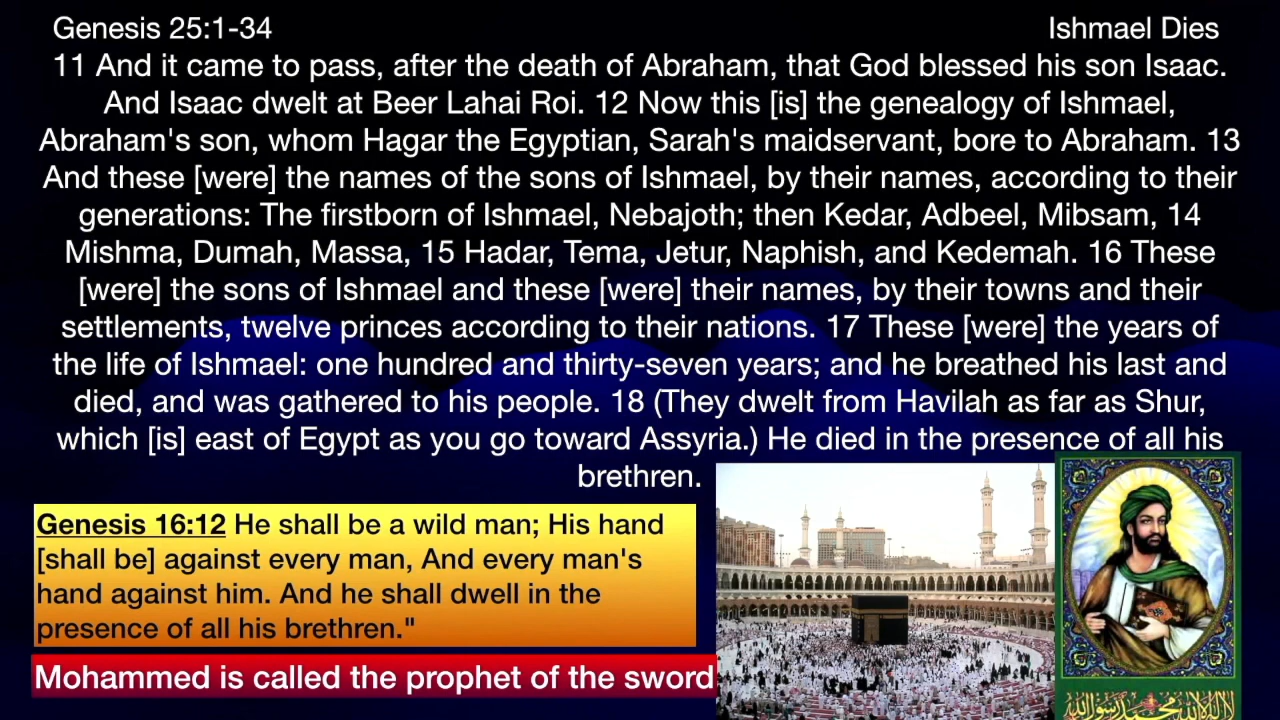 Genesis 25:1-34
Ishmael Dies
11 And it came to pass, after the death of Abraham, that God blessed his son Isaac.
And Isaac dwelt at Beer Lahai Roi. 12 Now this [is] the genealogy of Ishmael,
Abraham's son, whom Hagar the Egyptian, Sarah's maidservant, bore to Abraham. 13
And these [were] the names of the sons of Ishmael, by their names, according to their
generations: The firstborn of Ishmael, Nebajoth; then Kedar, Adbeel, Mibsam, 14
Mishma, Dumah, Massa, 15 Hadar, Tema, Jetur, Naphish, and Kedemah. 16 These
[were] the sons of Ishmael and these [were] their names, by their towns and their
settlements, twelve princes according to their nations. 17 These [were] the years of
the life of Ishmael: one hundred and thirty-seven years; and he breathed his last and
died, and was gathered to his people. 18 (They dwelt from Havilah as far as Shur,
which [is] east of Egypt as you go toward Assyria.) He died in the presence of all his
brethren.
Genesis 16:12 He shall be a wild man; His hand
[shall be] against every man, And every man's
hand against him. And he shall dwell in the
presence of all his brethren."
Mohammed is called the prophet of the sword
لا اله الا الله محمد رسول الله